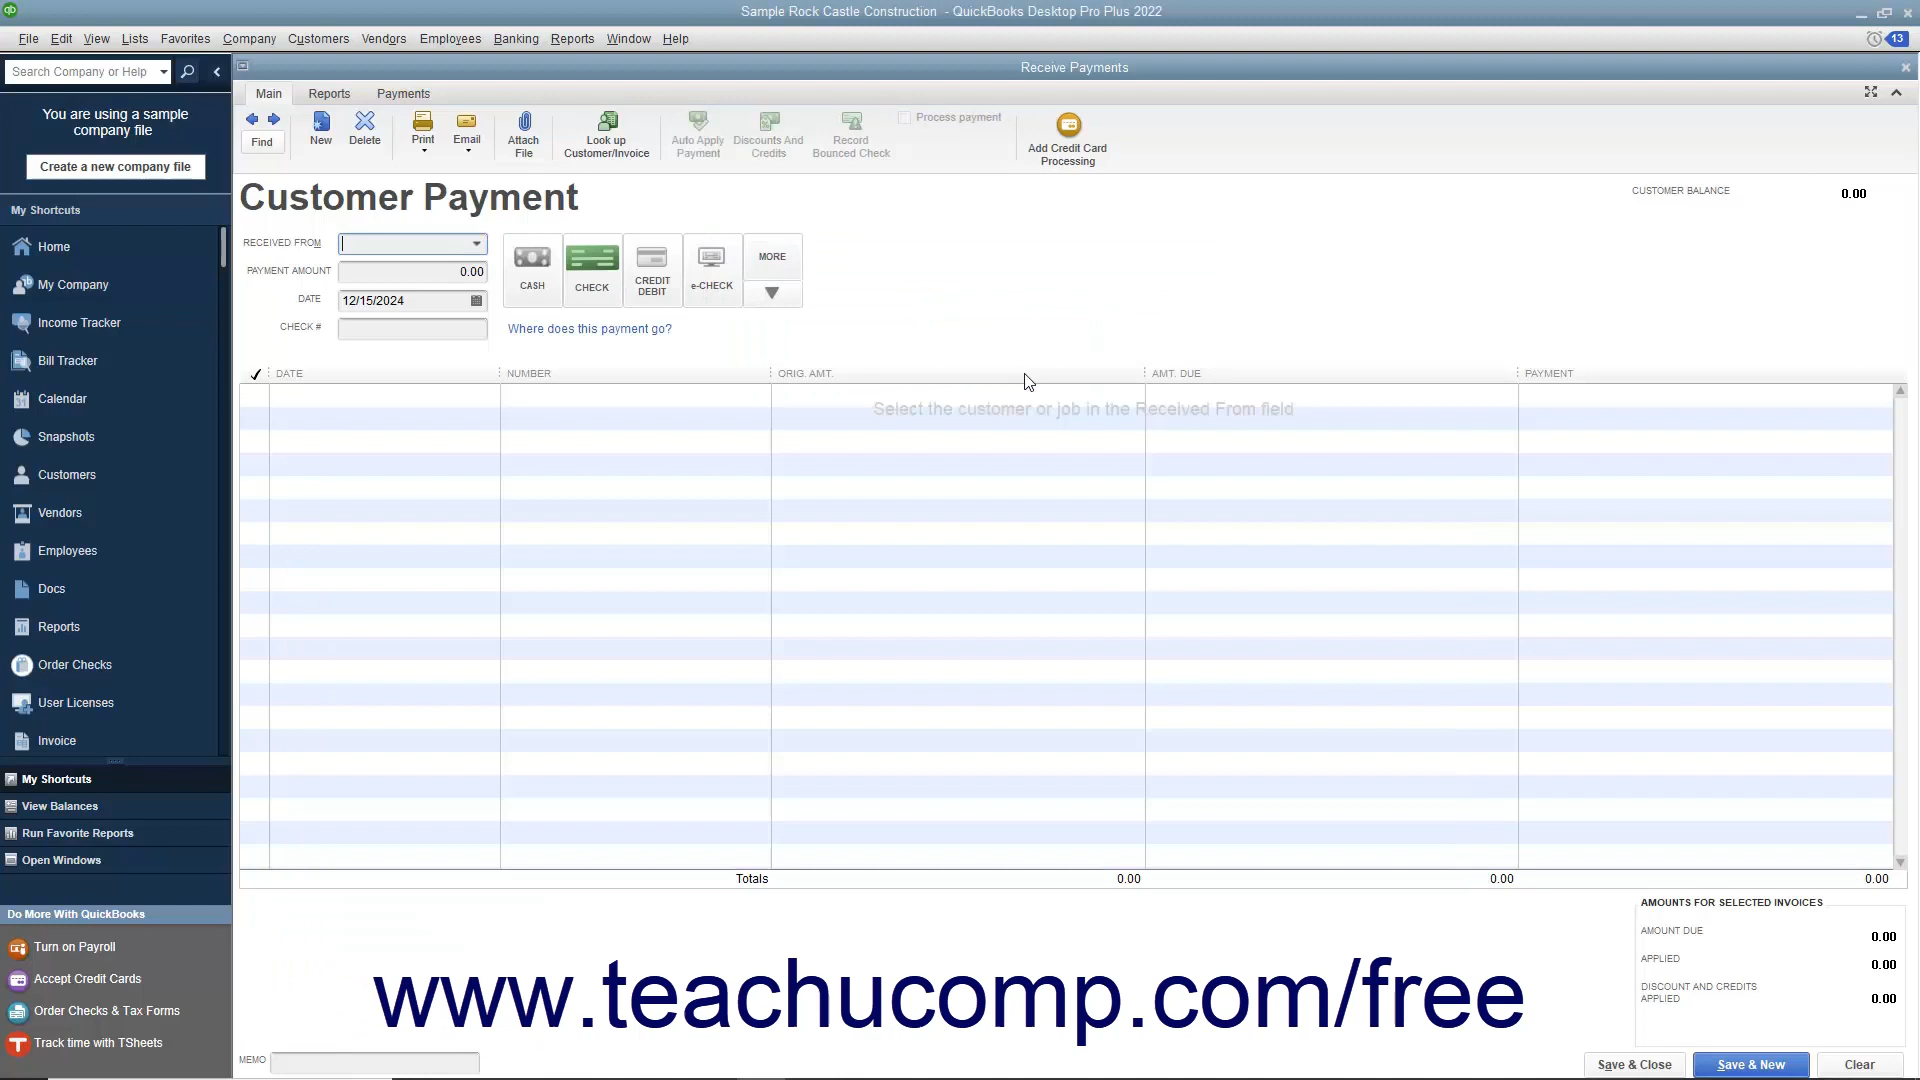 Sample Rock Castle Construction - QuickBooks Desktop Pro Plus 2022
File Edit View Lists Favorites Company Customers Vendors Employees Banking Reports Window Help
13
Search Company or Help
Receive Payments
You are using a sample
company file
Create a new company file
My Shortcuts
Home
My Company
Income Tracker
Bill Tracker
Calendar
Snapshots
Customers
Vendors
Employees
Docs
Reports
Order Checks
User Licenses
Invoice
My Shortcuts
View Balances
Run Favorite Reports
Open Windows
Do More With QuickBooks
Turn on Payroll
Accept Credit Cards
Order Checks & Tax Forms
Track time with TSheets
Main Reports Payments
Find
New
Delete
Print
Email
Attach
File
Look up
Customer/Invoice
Auto Apply
Payment
Discounts And
Credits
Record
Bounced Check
Process payment
Add Credit Card
Processing
Customer Payment
CUSTOMER BALANCE 0.00
RECEIVED FROM
PAYMENT AMOUNT 0.00
DATE 12/15/2024
CHECK #
CASH
CHECK
CREDIT
DEBIT
e-CHECK
MORE
Where does this payment go?
DATE NUMBER ORIG. AMT. AMT. DUE PAYMENT
Select the customer or job in the Received From field
Totals 0.00 0.00 0.00
AMOUNTS FOR SELECTED INVOICES
AMOUNT DUE 0.00
APPLIED 0.00
DISCOUNT AND CREDITS
APPLIED 0.00
www.teachucomp.com/free
MEMO
Save & Close Save & New Clear